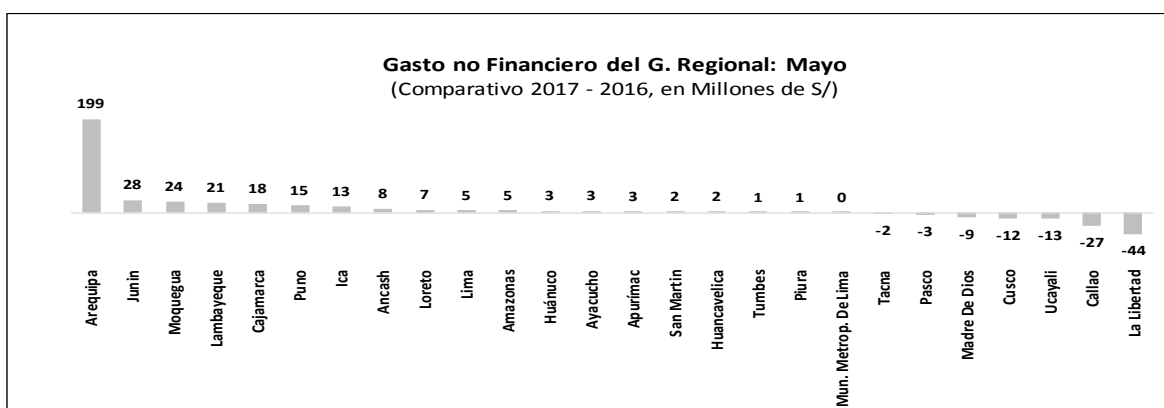 Gasto no Financiero del G. Regional: Mayo
(Comparativo 2017 - 2016, en Millones de S/)
199
28
24
21
18
15
13
8
7
5
5
3
3
3
2
2
1
1
0
-2
-3
-9
-12
-13
-27
-44
Arequipa
Junin
Moquegua
Lambayeque
Cajamarca
Puno
Ica
Ancash
Loreto
Lima
Amazonas
Huánuco
Ayacucho
Apurímac
San Martin
Huancavelica
Tumbes
Piura
Mun. Metrop. De Lima
Tacna
Pasco
Madre De Dios
Cusco
Ucayali
Callao
La Libertad